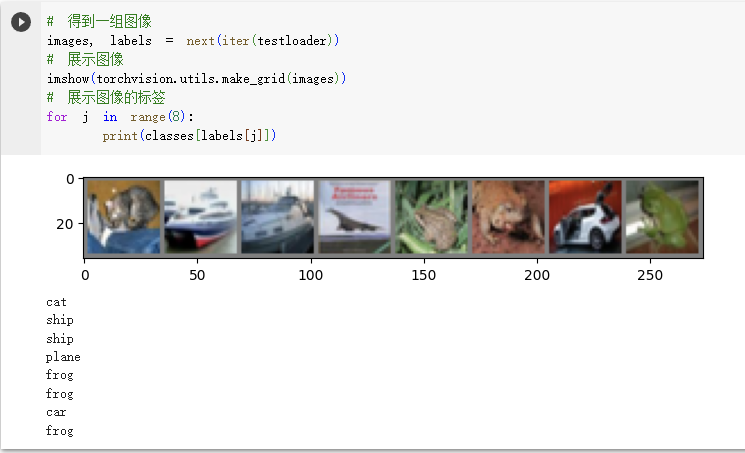 # 得到一组图像
images, labels = next(iter(testloader))
# 展示图像
imshow(torchvision.utils.make_grid(images))
# 展示图像的标签
for j in range(8):
    print(classes[labels[j]])
0
20
0 50 100 150 200 250
cat
ship
ship
plane
frog
frog
car
frog